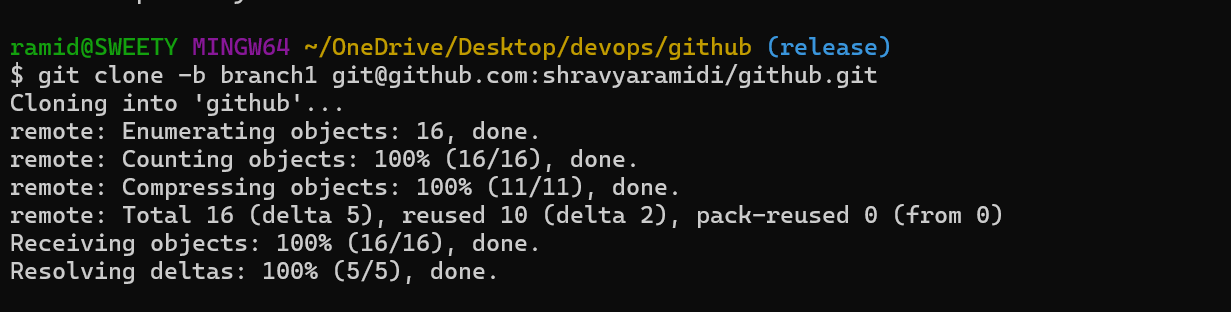 ramid@SWEETY MINGW64 ~/OneDrive/Desktop/devops/github (release)
$ git clone -b branch1 git@github.com:shravyaramidi/github.git
Cloning into 'github'...
remote: Enumerating objects: 16, done.
remote: Counting objects: 100% (16/16), done.
remote: Compressing objects: 100% (11/11), done.
remote: Total 16 (delta 5), reused 10 (delta 2), pack-reused 0 (from 0)
Receiving objects: 100% (16/16), done.
Resolving deltas: 100% (5/5), done.